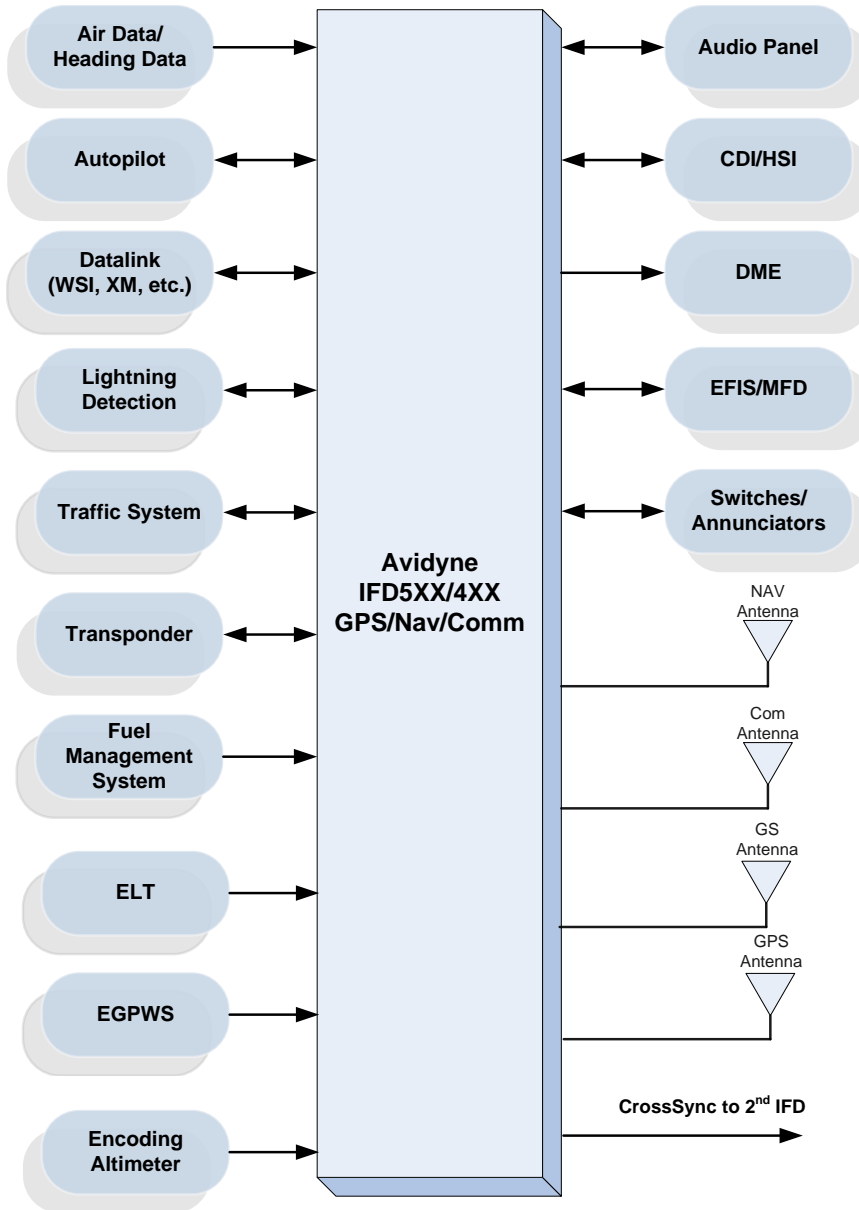 Air Data/
Heading Data
Autopilot
Datalink
(WSI, XM, etc.)
Lightning
Detection
Traffic System
Transponder
Fuel
Management
System
ELT
EGPWS
Encoding
Altimeter
Avidyne
IFD5XX/4XX
GPS/Nav/Comm
Audio Panel
CDI/HSI
DME
EFIS/MFD
Switches/
Annunciators
NAV
Antenna
Com
Antenna
GS
Antenna
GPS
Antenna
CrossSync to 2nd IFD